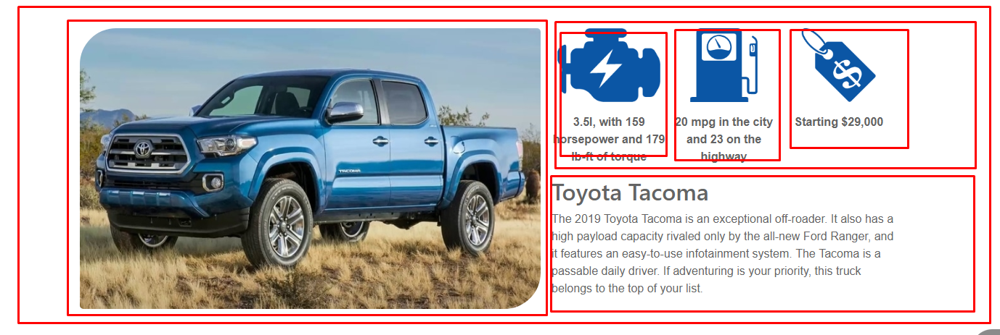 TACOMA
3.5l, with 159
horsepower and 179
lb-ft of torque
20 mpg in the city
and 23 on the
highway
$
Starting $29,000
Toyota Tacoma
The 2019 Toyota Tacoma is an exceptional off-roader. It also has a
high payload capacity rivaled only by the all-new Ford Ranger, and
it features an easy-to-use infotainment system. The Tacoma is a
passable daily driver. If adventuring is your priority, this truck
belongs to the top of your list.